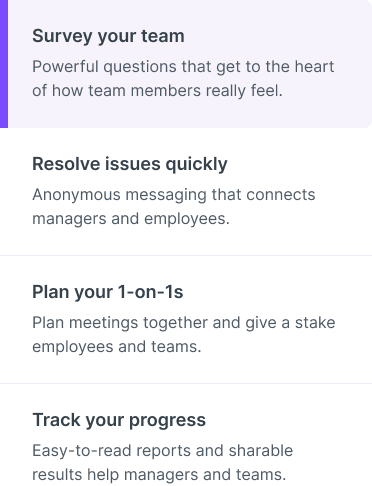 Survey your team
Powerful questions that get to the heart
of how team members really feel.
Resolve issues quickly
Anonymous messaging that connects
managers and employees.
Plan your 1-on-1s
Plan meetings together and give a stake
employees and teams.
Track your progress
Easy-to-read reports and sharable
results help managers and teams.